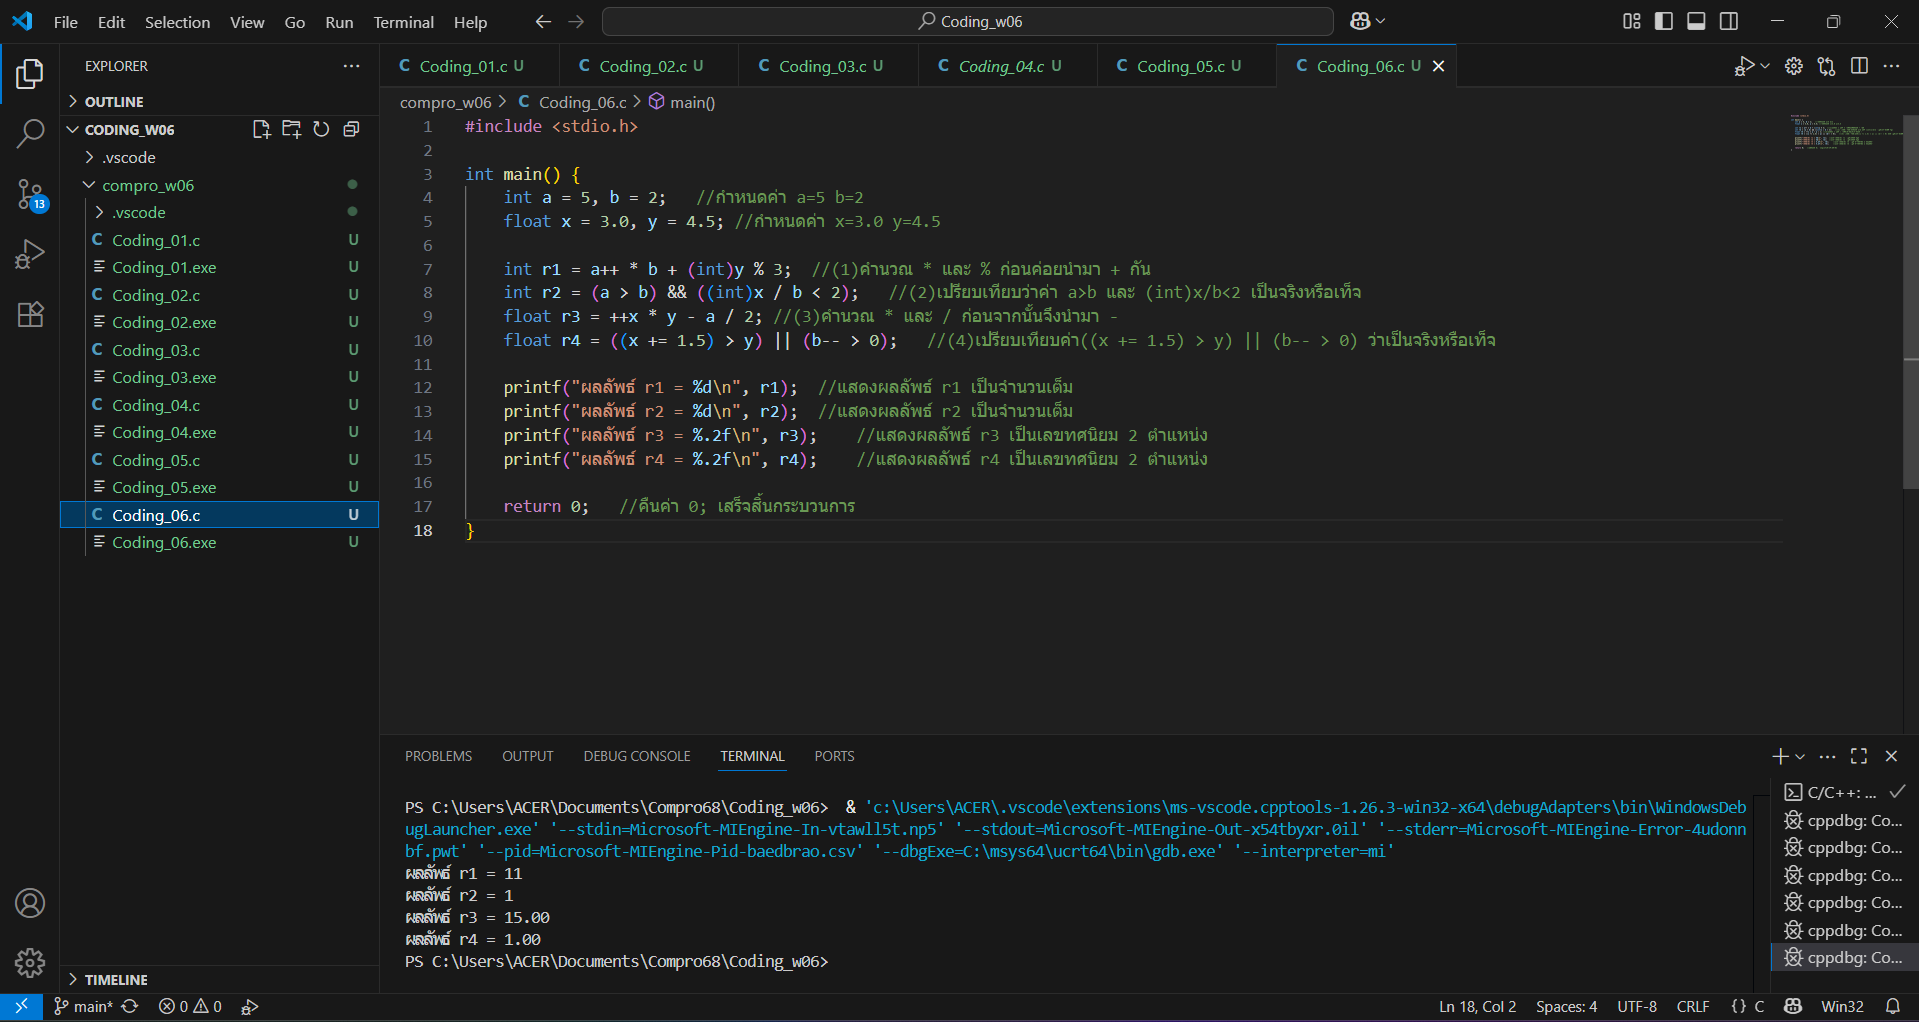 File Edit Selection View Go Run Terminal Help
Coding_w06
EXPLORER
OUTLINE
CODING_W06
.vscode
compro_w06
.vscode
Coding_01.c U
Coding_01.exe U
Coding_02.c U
Coding_02.exe U
Coding_03.c U
Coding_03.exe U
Coding_04.c U
Coding_04.exe U
Coding_05.c U
Coding_05.exe U
Coding_06.c U
Coding_06.exe U
TIMELINE
13
Coding_01.c U Coding_02.c U Coding_03.c U Coding_04.c U Coding_05.c U Coding_06.c U
compro_w06 > C Coding_06.c > main()
1 #include <stdio.h>
2
3 int main() {
4 int a = 5, b = 2; //กำหนดค่า a=5 b=2
5 float x = 3.0, y = 4.5; //กำหนดค่า x=3.0 y=4.5
6
7 int r1 = a++ * b + (int)y % 3; //(1)คำนวณ * และ % ก่อนค่อยนำมา + กัน
8 int r2 = (a > b) && ((int)x / b < 2); //(2)เปรียบเทียบว่าค่า a>b และ (int)x/b<2 เป็นจริงหรือเท็จ
9 float r3 = ++x * y - a / 2; //(3)คำนวณ * และ / ก่อนจากนั้นจึงนำมา -
10 float r4 = ((x += 1.5) > y) || (b-- > 0); //(4)เปรียบเทียบค่า((x += 1.5) > y) || (b-- > 0) ว่าเป็นจริงหรือเท็จ
11
12 printf("ผลลัพธ์ r1 = %d\n", r1); //แสดงผลลัพธ์ r1 เป็นจำนวนเต็ม
13 printf("ผลลัพธ์ r2 = %d\n", r2); //แสดงผลลัพธ์ r2 เป็นจำนวนเต็ม
14 printf("ผลลัพธ์ r3 = %.2f\n", r3); //แสดงผลลัพธ์ r3 เป็นเลขทศนิยม 2 ตำแหน่ง
15 printf("ผลลัพธ์ r4 = %.2f\n", r4); //แสดงผลลัพธ์ r4 เป็นเลขทศนิยม 2 ตำแหน่ง
16
17 return 0; //คืนค่า 0; เสร็จสิ้นกระบวนการ
18 }
PROBLEMS OUTPUT DEBUG CONSOLE TERMINAL PORTS
PS C:\Users\ACER\Documents\Compro68\Coding_w06> & 'c:\Users\ACER\.vscode\extensions\ms-vscode.cpptools-1.26.3-win32-x64\debugAdapters\bin\WindowsDeb
ugLauncher.exe' '--stdin=Microsoft-MIEngine-In-vtawll5t.np5' '--stdout=Microsoft-MIEngine-Out-x54tbyxr.0il' '--stderr=Microsoft-MIEngine-Error-4udonn
bf.pwt' '--pid=Microsoft-MIEngine-Pid-baedbrao.csv' '--dbgExe=C:\msys64\ucrt64\bin\gdb.exe' '--interpreter=mi'
ผลลัพธ์ r1 = 11
ผลลัพธ์ r2 = 1
ผลลัพธ์ r3 = 15.00
ผลลัพธ์ r4 = 1.00
PS C:\Users\ACER\Documents\Compro68\Coding_w06>
C/C++: ...
cppdbg: Co...
cppdbg: Co...
cppdbg: Co...
cppdbg: Co...
cppdbg: Co...
cppdbg: Co...
main* 0 0 Ln 18, Col 2 Spaces: 4 UTF-8 CRLF {} C Win32